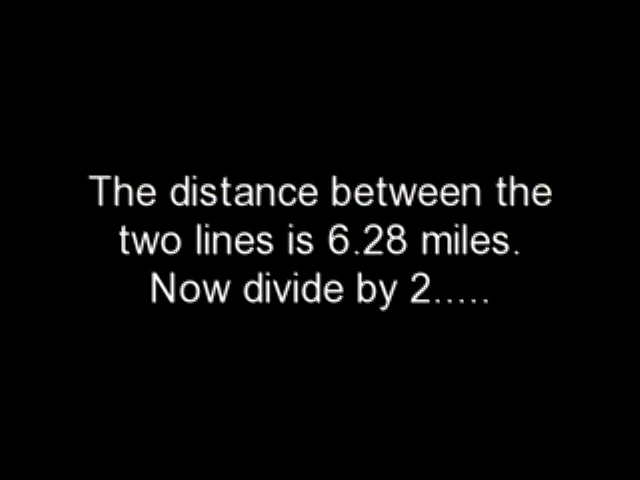 The distance between the
two lines is 6.28 miles.
Now divide by 2.....